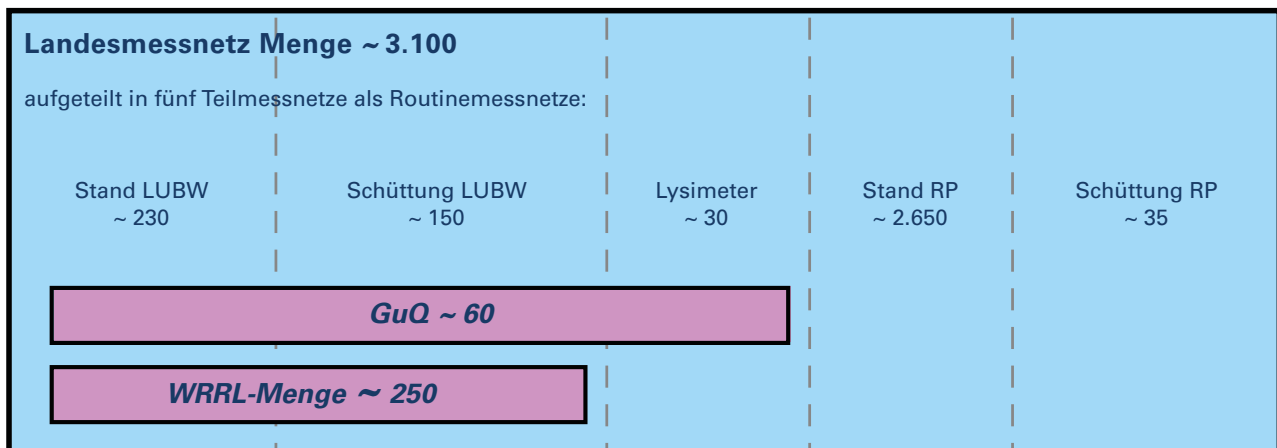 Landesmessnetz Menge ~ 3.100
aufgeteilt in fünf Teilmessnetze als Routinemessnetze:
Stand LUBW
~ 230
Schüttung LUBW
~ 150
Lysimeter
~ 30
Stand RP
~ 2.650
Schüttung RP
~ 35
GuQ ~ 60
WRRL-Menge ~ 250